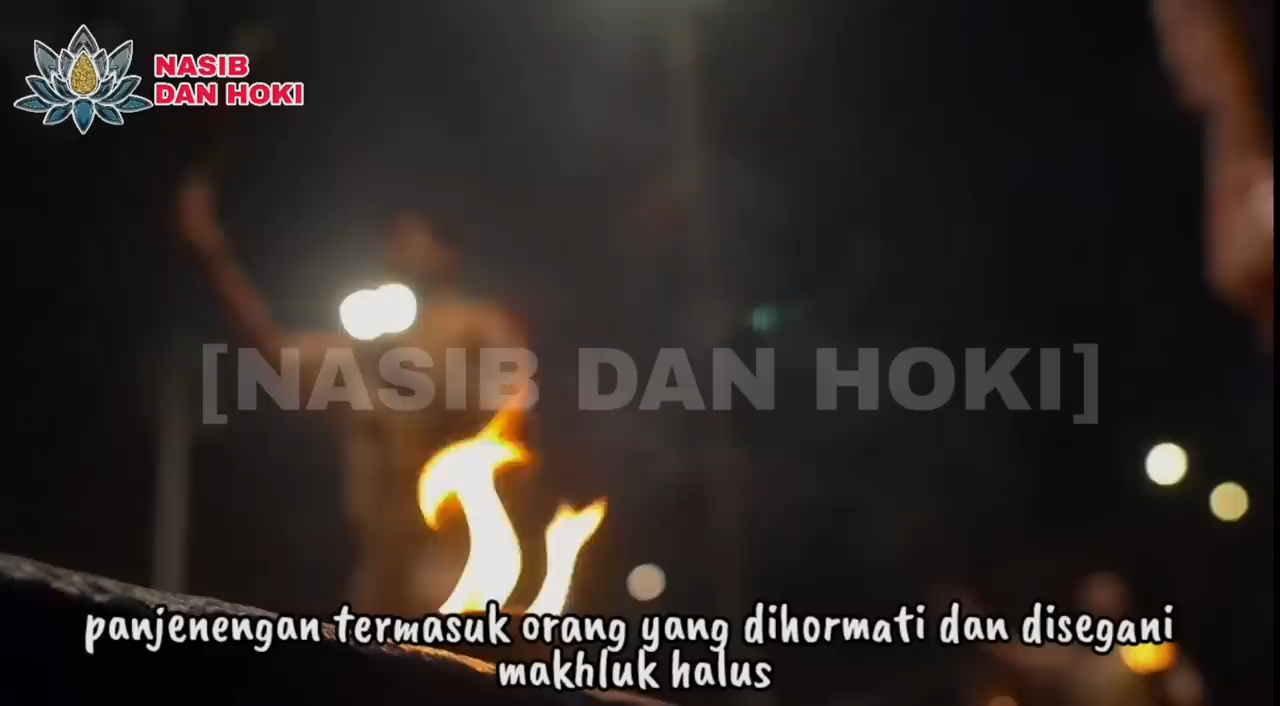 NASIB
DAN HOKI
[NASIB DAN HOKI]
panjenengan termasuk orang yang dihormati dan disegani
makhluk halus